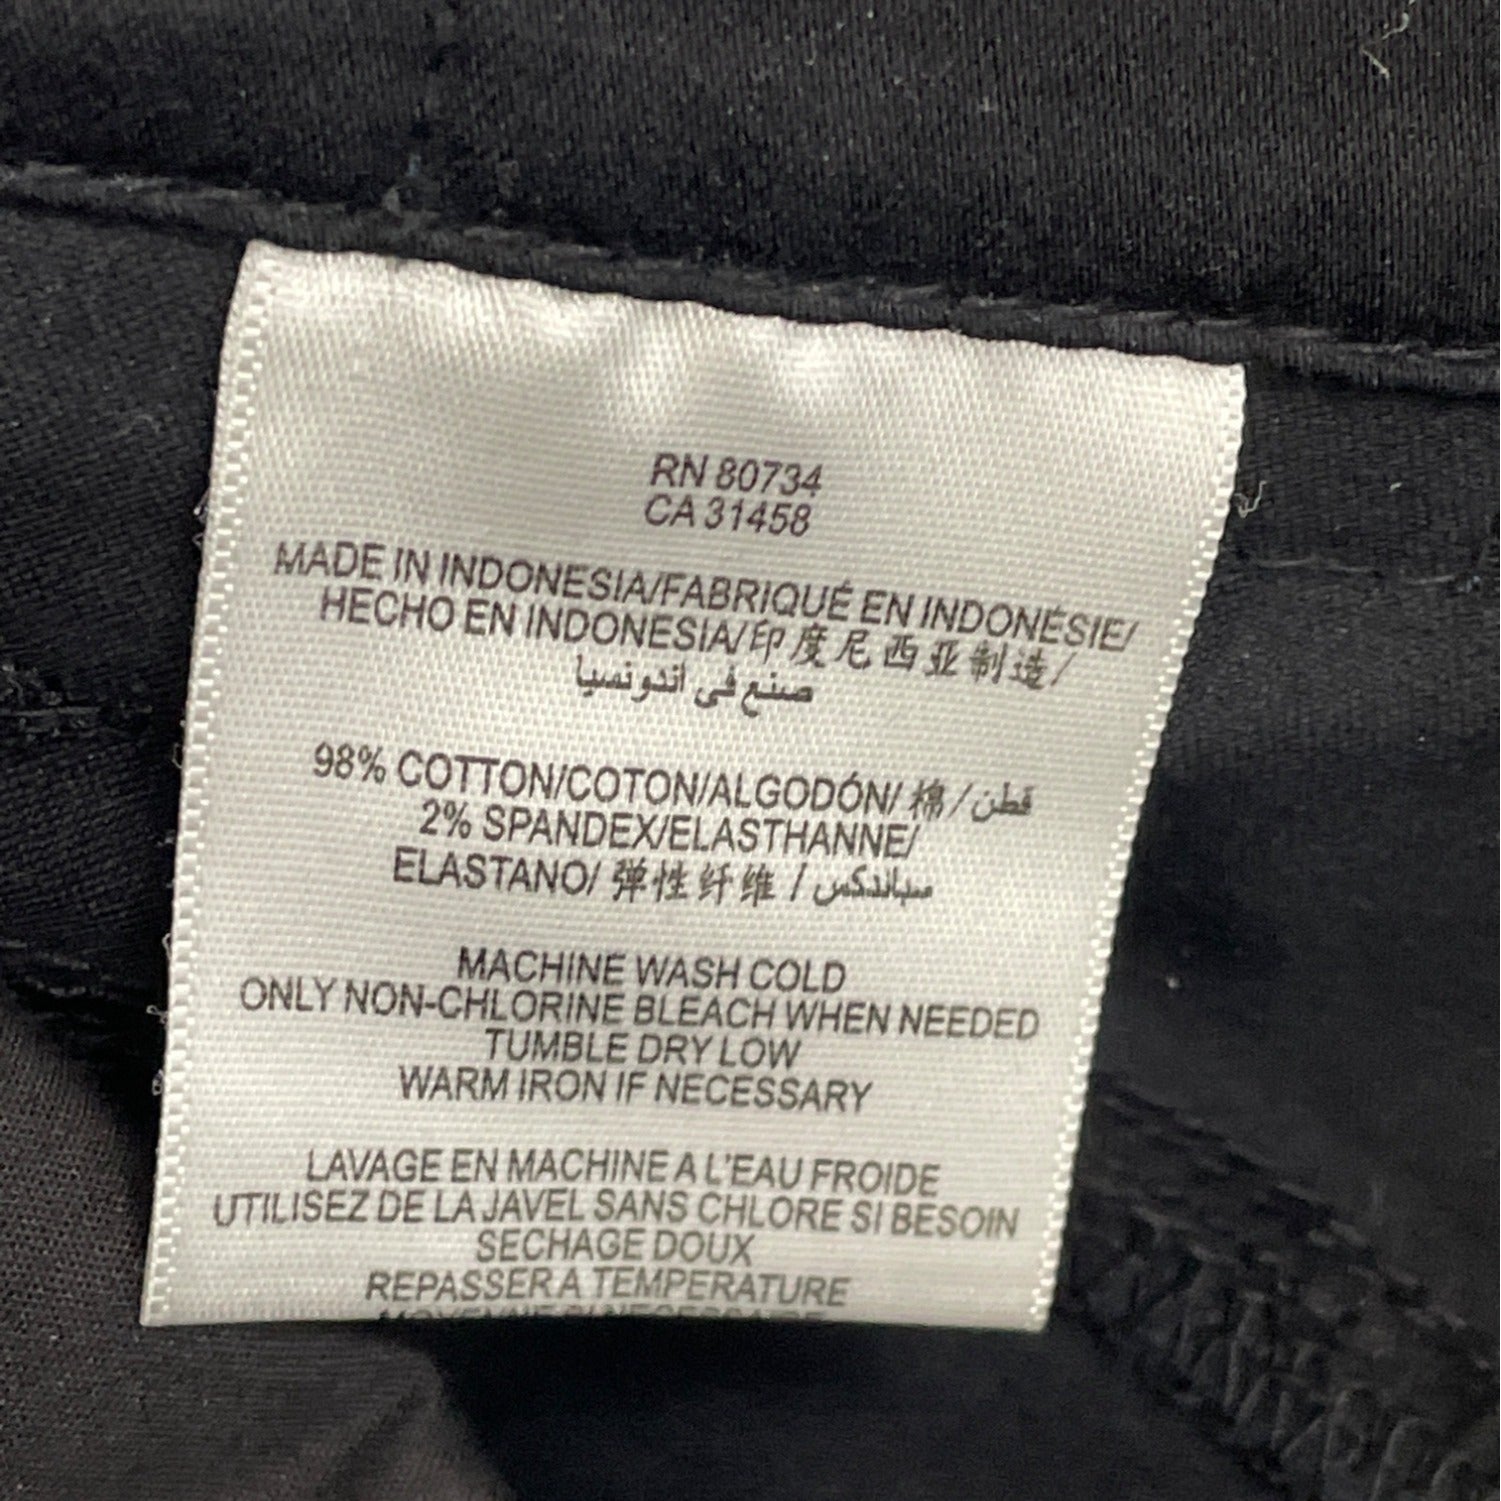 RN 80734
CA 31458
MADE IN INDONESIA/FABRIQUÉ EN INDONÉSIE/
HECHO EN INDONESIA/印度尼西亚制造/
صنع في اندونسيا
98% COTTON/COTON/ALGODÓN/ 棉 / قطن
2% SPANDEX/ELASTHANNE/
ELASTANO/ 弹性纤维 / سباندكس
MACHINE WASH COLD
ONLY NON-CHLORINE BLEACH WHEN NEEDED
TUMBLE DRY LOW
WARM IRON IF NECESSARY
LAVAGE EN MACHINE A L'EAU FROIDE
UTILISEZ DE LA JAVEL SANS CHLORE SI BESOIN
SECHAGE DOUX
REPASSER A TEMPERATURE
MOYENNE SI NECESSAIRE